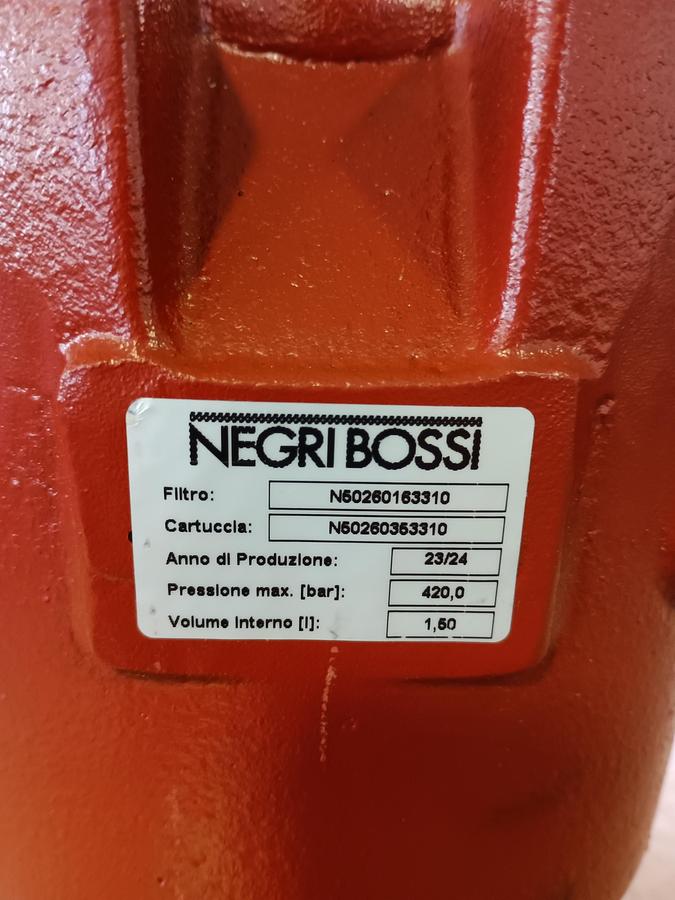 NEGRI BOSSI
Filtro: N50260163310
Cartuccia: N50260353310
Anno di Produzione: 23/24
Pressione max. [bar]: 420,0
Volume interno [l]: 1,50